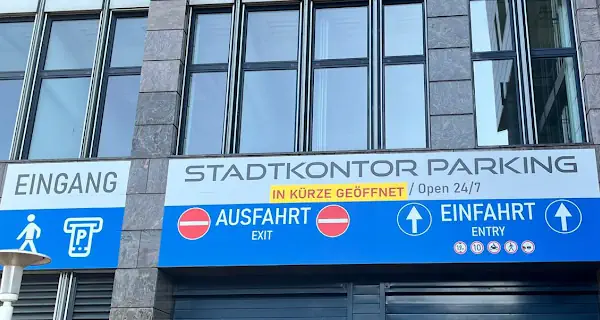 EINGANG
P
STADTKONTOR PARKING
IN KÜRZE GEÖFFNET / Open 24/7
AUSFAHRT
EXIT
EINFAHRT
ENTRY